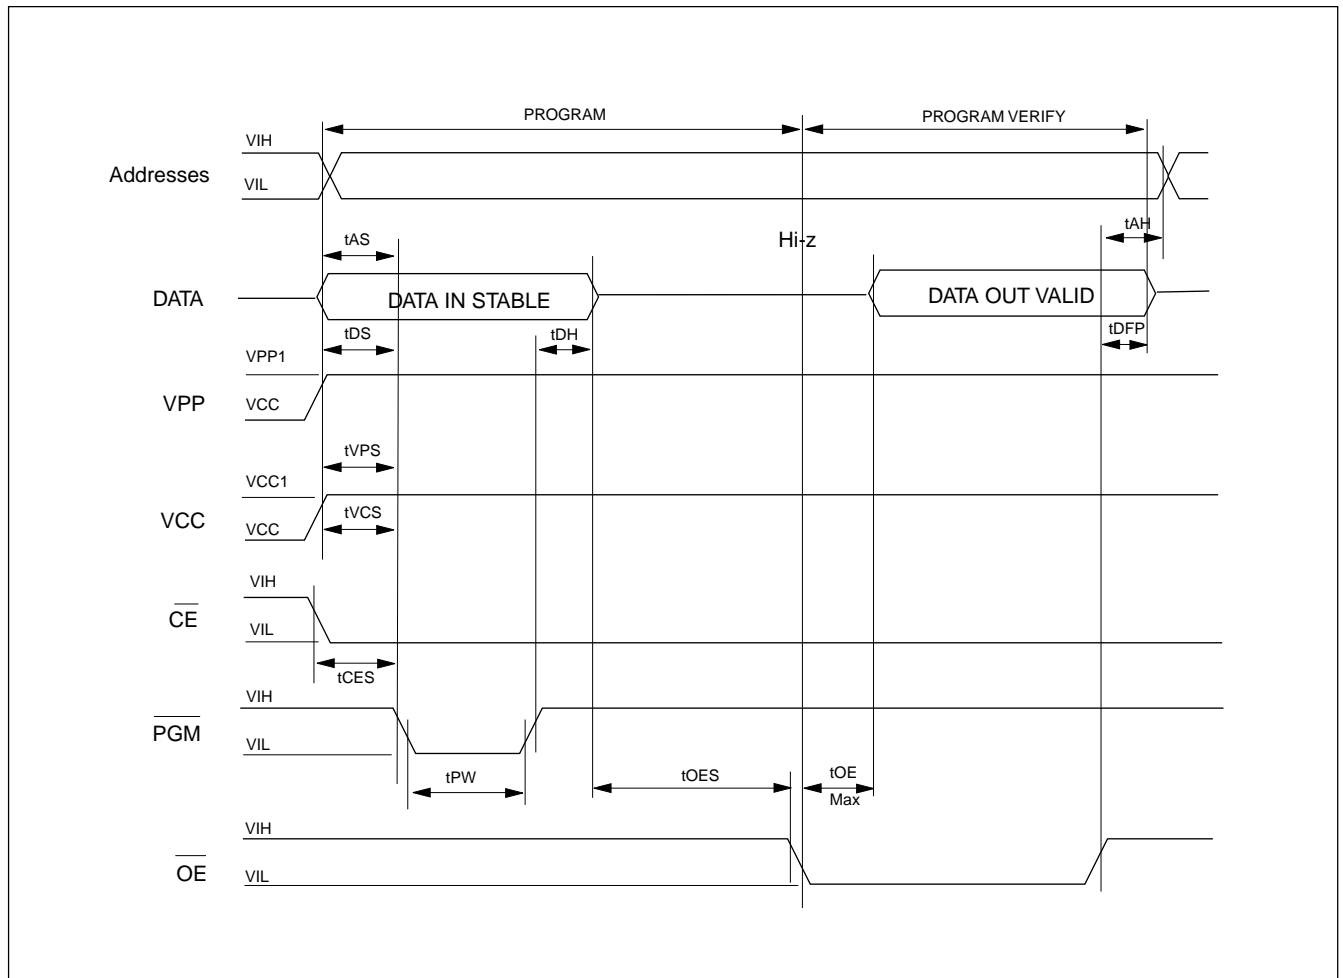 PROGRAM
PROGRAM VERIFY
VIH
Addresses
VIL
tAS
Hi-z
tAH
DATA
DATA IN STABLE
DATA OUT VALID
tDS
tDH
tDFP
VPP1
VPP
VCC
tVPS
VCC1
VCC
tVCS
VCC
VIH
CE
VIL
tCES
VIH
PGM
VIL
tPW
tOES
tOE
Max
VIH
OE
VIL